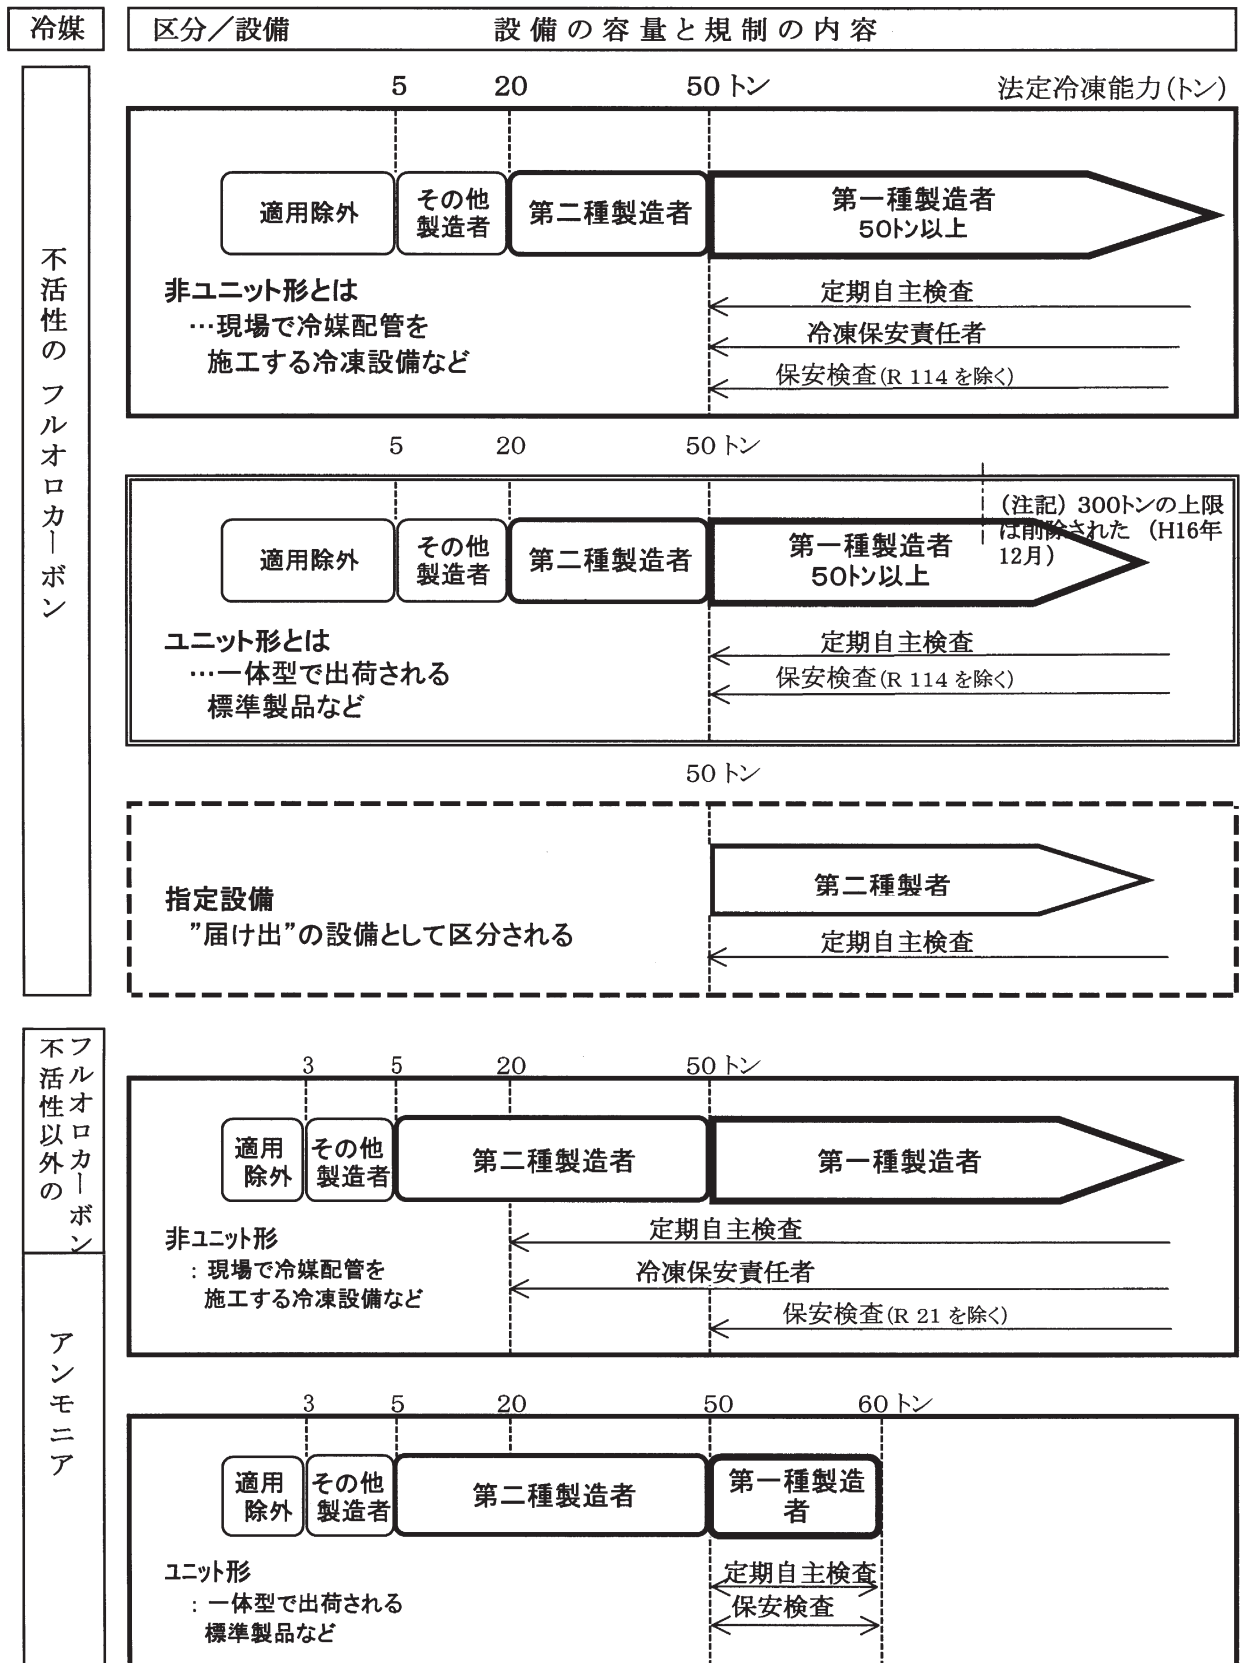 冷媒
区分／設備
設備の容量と規制の内容
不活性のフルオロカーボン
5
20
50トン
法定冷凍能力(トン)
適用除外
その他
製造者
第二種製造者
第一種製造者
50トン以上
非ユニット形とは
…現場で冷媒配管を
施工する冷凍設備など
定期自主検査
冷凍保安責任者
保安検査(R 114 を除く)
5
20
50トン
適用除外
その他
製造者
第二種製造者
第一種製造者
50トン以上
(注記) 300トンの上限
は削除された (H16年
12月)
ユニット形とは
…一体型で出荷される
標準製品など
定期自主検査
保安検査(R 114 を除く)
50トン
指定設備
”届け出”の設備として区分される
第二種製者
定期自主検査
フルオロカーボン
不活性以外の
アンモニア
3
5
20
50トン
適用
除外
その他
製造者
第二種製造者
第一種製造者
非ユニット形
：現場で冷媒配管を
施工する冷凍設備など
定期自主検査
冷凍保安責任者
保安検査(R 21 を除く)
3
5
20
50
60トン
適用
除外
その他
製造者
第二種製造者
第一種製造
者
ユニット形
：一体型で出荷される
標準製品など
定期自主検査
保安検査